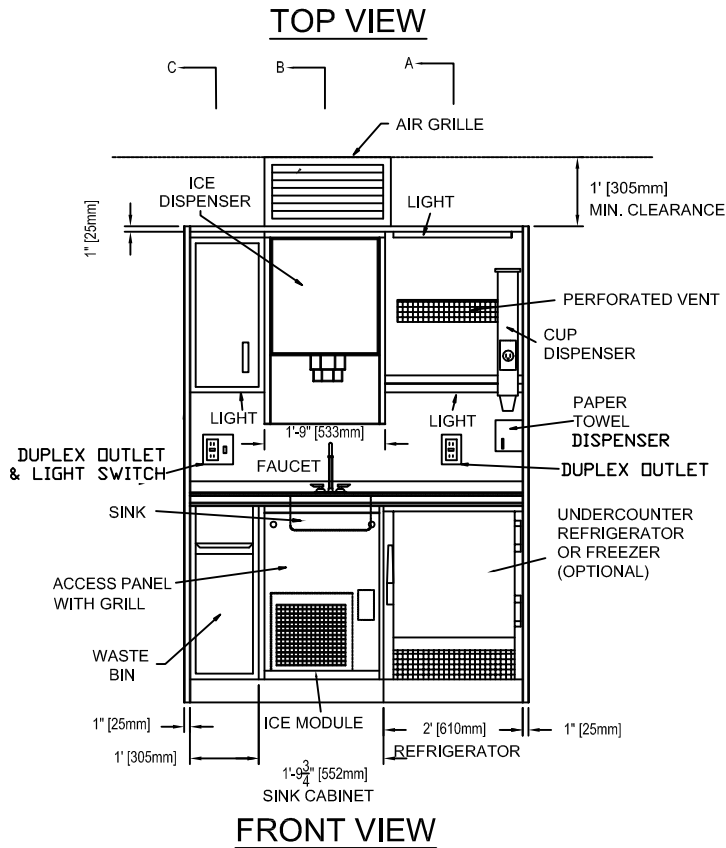 TOP VIEW
C
B
A
AIR GRILLE
ICE
DISPENSER
LIGHT
1' [305mm]
MIN. CLEARANCE
1" [25mm]
PERFORATED VENT
CUP
DISPENSER
LIGHT
LIGHT
PAPER
TOWEL
DISPENSER
1'-9" [533mm]
DUPLEX OUTLET
& LIGHT SWITCH
FAUCET
DUPLEX OUTLET
SINK
UNDERCOUNTER
REFRIGERATOR
OR FREEZER
(OPTIONAL)
ACCESS PANEL
WITH GRILL
WASTE
BIN
1" [25mm]
ICE MODULE
2' [610mm]
1" [25mm]
1' [305mm]
REFRIGERATOR
1'-9 3/4" [552mm]
SINK CABINET
FRONT VIEW